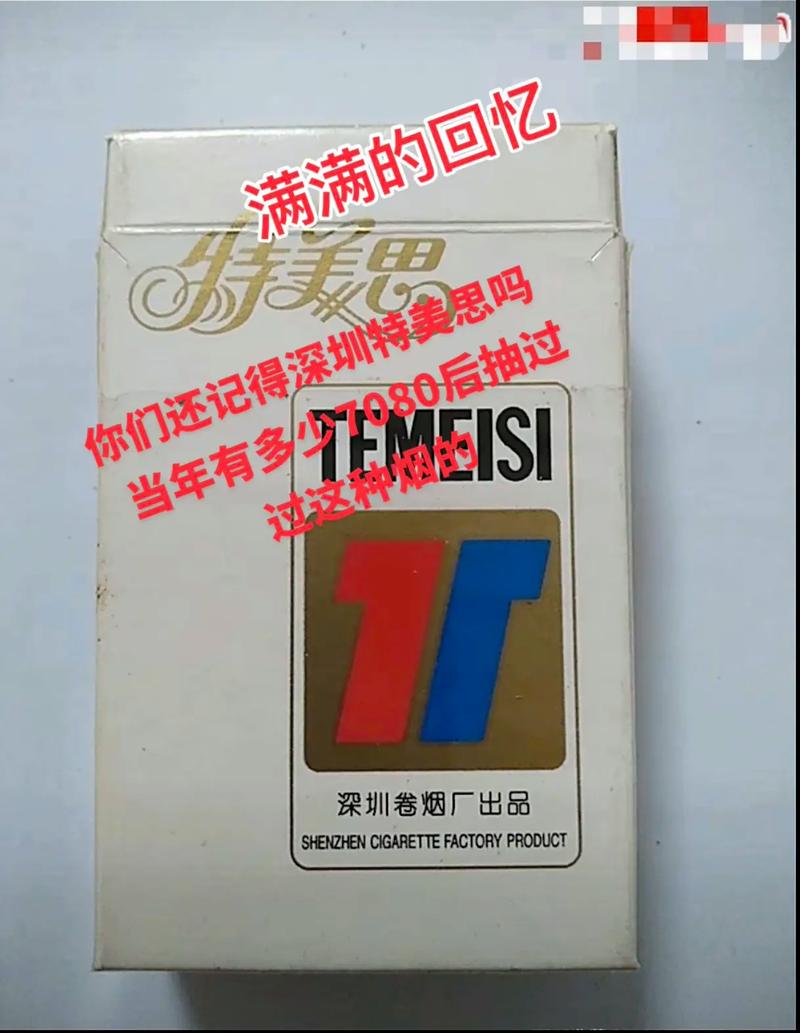 满满的回忆
特美思
你们还记得深圳特美思吗
当年有多少7080后抽过
过这种烟的
TEMEISI
深圳卷烟厂出品
SHENZHEN CIGARETTE FACTORY PRODUCT